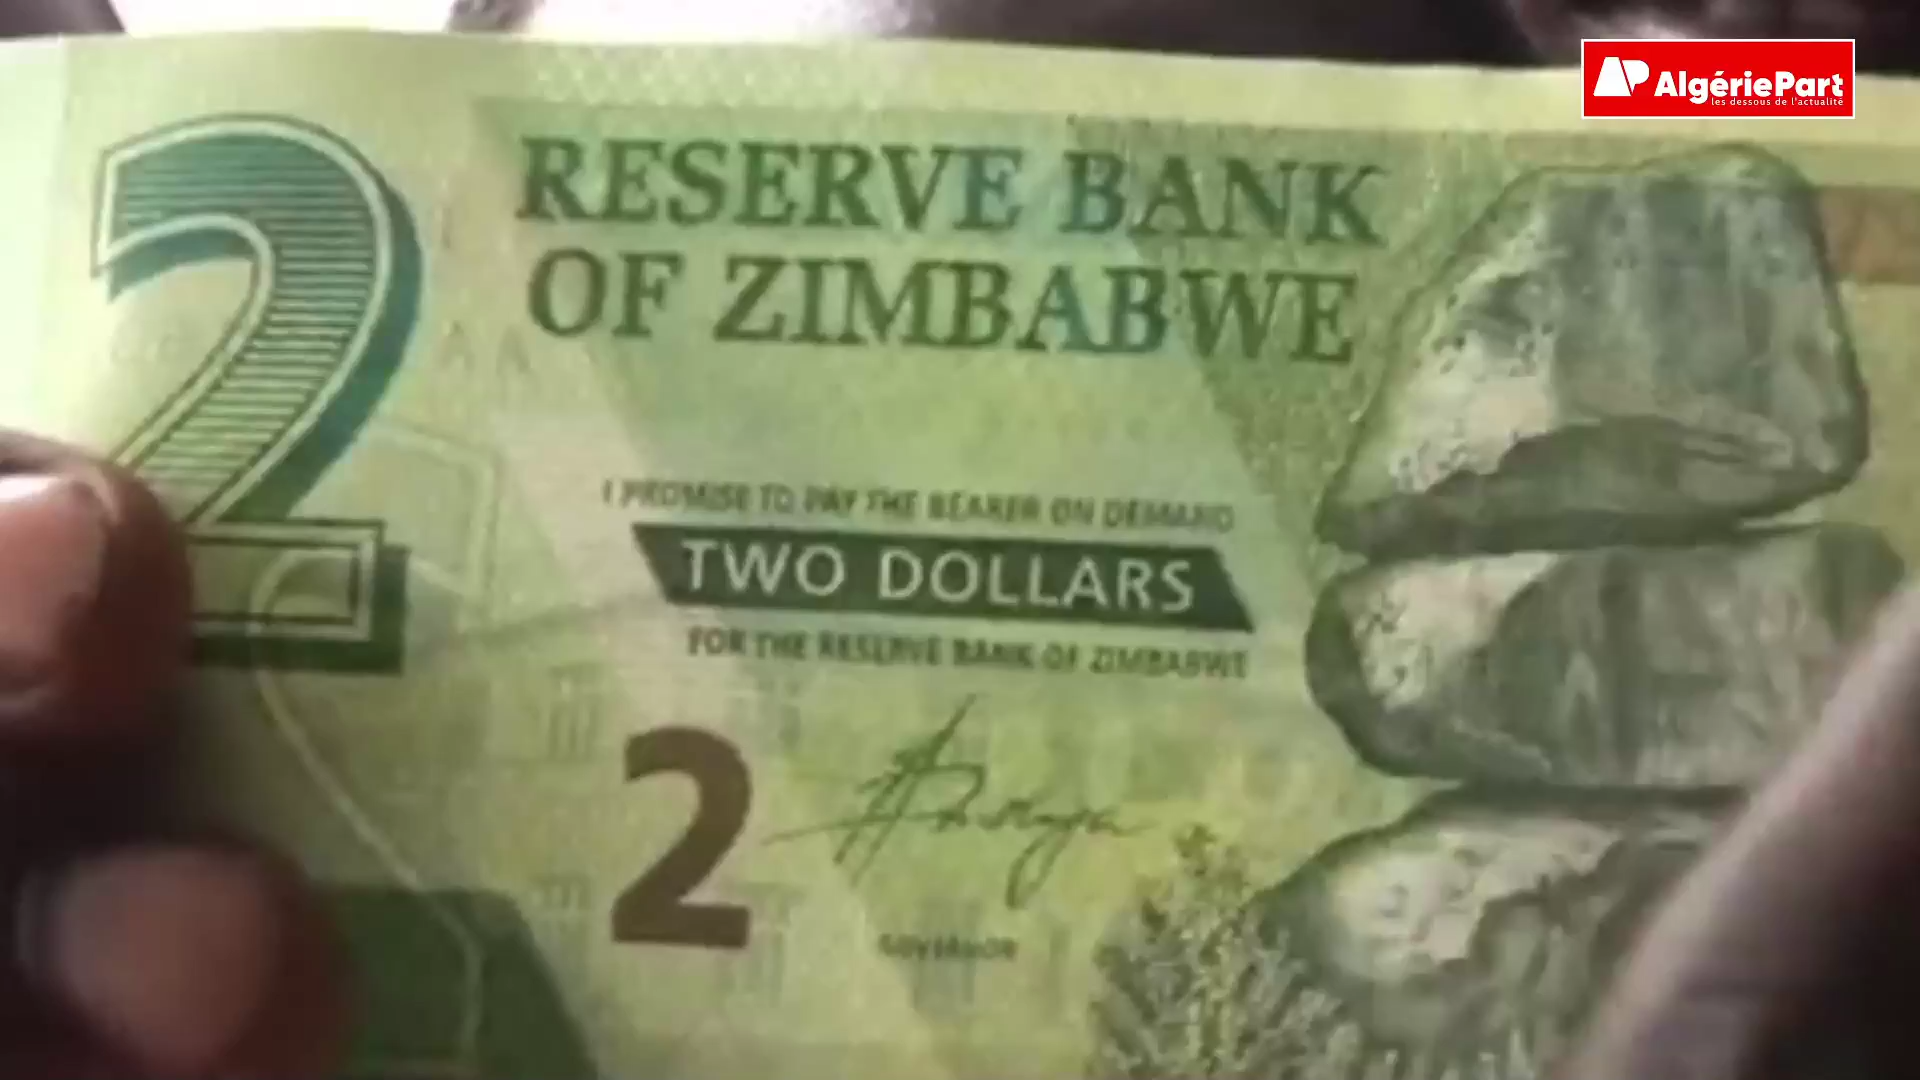 AP AlgériePart
les dessous de l'actualité
2
RESERVE BANK
OF ZIMBABWE
I PROMISE TO PAY THE BEARER ON DEMAND
TWO DOLLARS
FOR THE RESERVE BANK OF ZIMBABWE
2
GOVERNOR